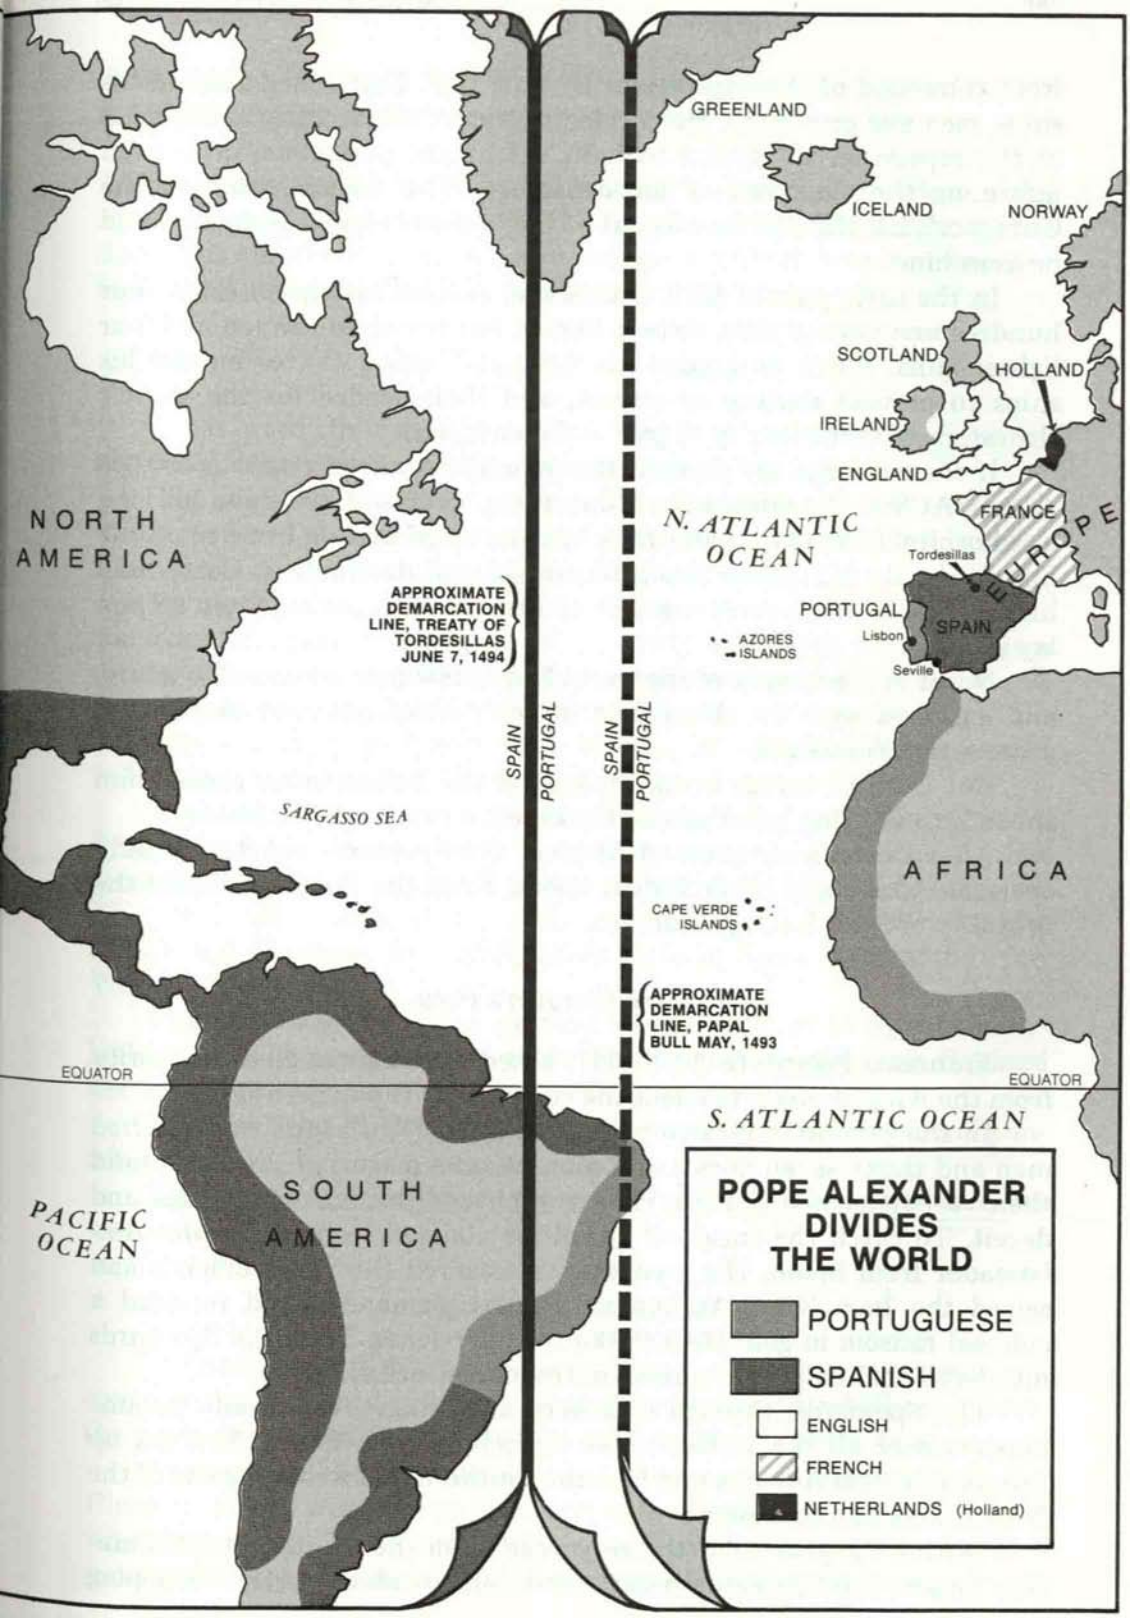 GREENLAND
ICELAND
NORWAY
SCOTLAND
HOLLAND
IRELAND
ENGLAND
NORTH
AMERICA
N. ATLANTIC
OCEAN
FRANCE
EUROPE
Tordesillas
APPROXIMATE
DEMARCATION
LINE, TREATY OF
TORDESILLAS
JUNE 7, 1494
PORTUGAL
SPAIN
Lisbon
AZORES
ISLANDS
Seville
SPAIN
PORTUGAL
SPAIN
PORTUGAL
SARGASSO SEA
AFRICA
CAPE VERDE
ISLANDS
APPROXIMATE
DEMARCATION
LINE, PAPAL
BULL MAY, 1493
EQUATOR
EQUATOR
S. ATLANTIC OCEAN
SOUTH
AMERICA
PACIFIC
OCEAN
POPE ALEXANDER
DIVIDES
THE WORLD
PORTUGUESE
SPANISH
ENGLISH
FRENCH
NETHERLANDS (Holland)